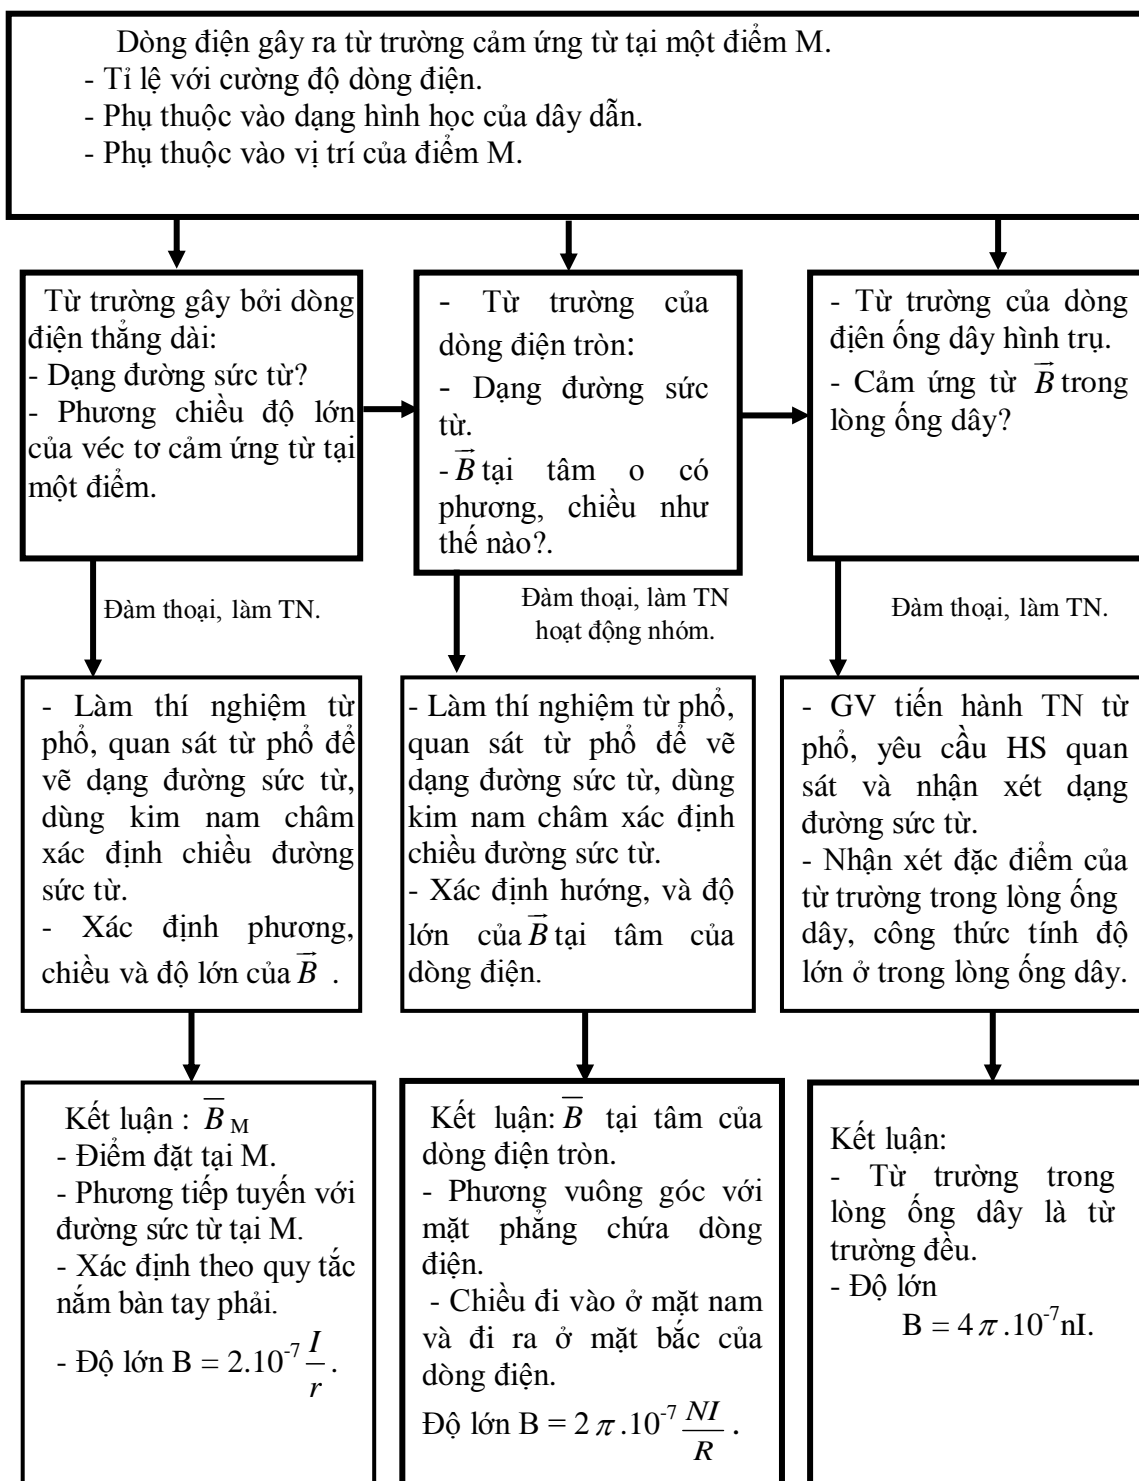 Dòng điện gây ra từ trường cảm ứng từ tại một điểm M.
- Tỉ lệ với cường độ dòng điện.
- Phụ thuộc vào dạng hình học của dây dẫn.
- Phụ thuộc vào vị trí của điểm M.
Từ trường gây bởi dòng
điện thẳng dài:
- Dạng đường sức từ?
- Phương chiều độ lớn
của véc tơ cảm ứng từ tại
một điểm.
- Từ trường của
dòng điện tròn:
- Dạng đường sức
từ.
- $\vec{B}$ tại tâm o có
phương, chiều như
thế nào?.
- Từ trường của dòng
địên ống dây hình trụ.
- Cảm ứng từ $\vec{B}$ trong
lòng ống dây?
Đàm thoại, làm TN.
Đàm thoại, làm TN
hoạt động nhóm.
Đàm thoại, làm TN.
- Làm thí nghiệm từ
phổ, quan sát từ phổ để
vẽ dạng đường sức từ,
dùng kim nam châm
xác định chiều đường
sức từ.
- Xác định phương,
chiều và độ lớn của $\vec{B}$ .
- Làm thí nghiệm từ phổ,
quan sát từ phổ để vẽ
dạng đường sức từ, dùng
kim nam châm xác định
chiều đường sức từ.
- Xác định hướng, và độ
lớn của $\vec{B}$ tại tâm của
dòng điện.
- GV tiến hành TN từ
phổ, yêu cầu HS quan
sát và nhận xét dạng
đường sức từ.
- Nhận xét đặc điểm của
từ trường trong lòng ống
dây, công thức tính độ
lớn ở trong lòng ống dây.
Kết luận : $\overline{B}$ M
- Điểm đặt tại M.
- Phương tiếp tuyến với
đường sức từ tại M.
- Xác định theo quy tắc
nắm bàn tay phải.
- Độ lớn B = $2.10^{-7} \frac{I}{r}$ .
Kết luận: $\overline{B}$ tại tâm của
dòng điện tròn.
- Phương vuông góc với
mặt phẳng chứa dòng
điện.
- Chiều đi vào ở mặt nam
và đi ra ở mặt bắc của
dòng điện.
Độ lớn B = $2\pi.10^{-7} \frac{NI}{R}$ .
Kết luận:
- Từ trường trong
lòng ống dây là từ
trường đều.
- Độ lớn
B = $4\pi.10^{-7}$nI.